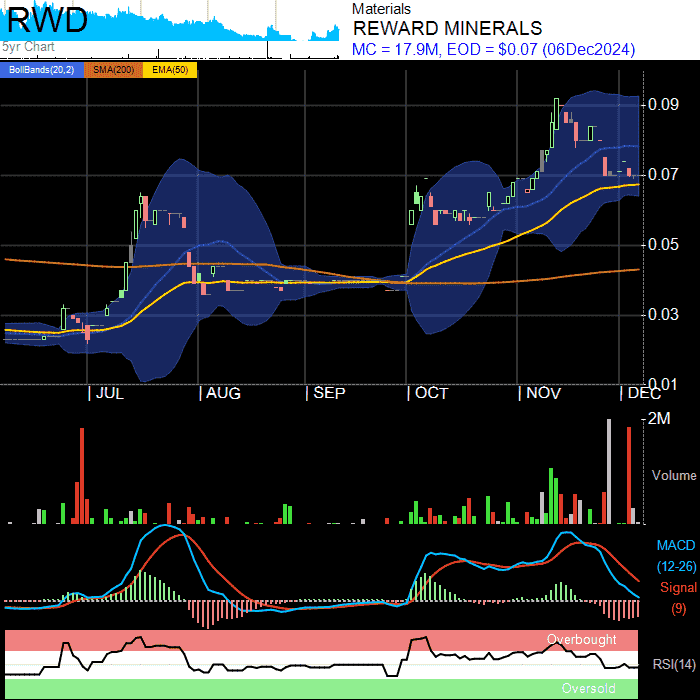 RWD
5yr Chart
Materials
REWARD MINERALS
MC = 17.9M, EOD = $0.07 (06Dec2024)
BollBands(20,2) SMA(200) EMA(50)
0.09
0.07
0.05
0.03
0.01
JUL AUG SEP OCT NOV DEC
2M
Volume
MACD
(12-26)
Signal
(9)
Overbought
RSI(14)
Oversold